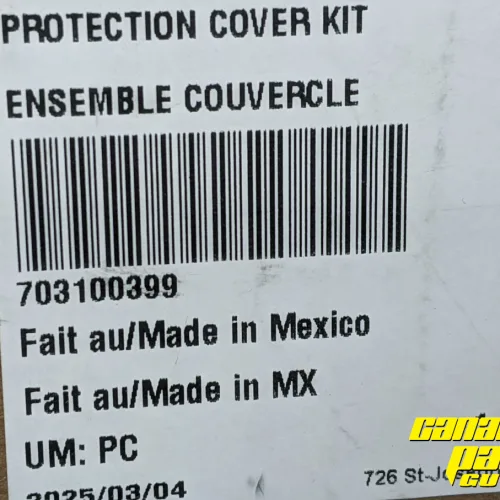 PROTECTION COVER KIT
ENSEMBLE COUVERCLE
703100399
Fait au/Made in Mexico
Fait au/Made in MX
UM: PC
2025/03/04
726